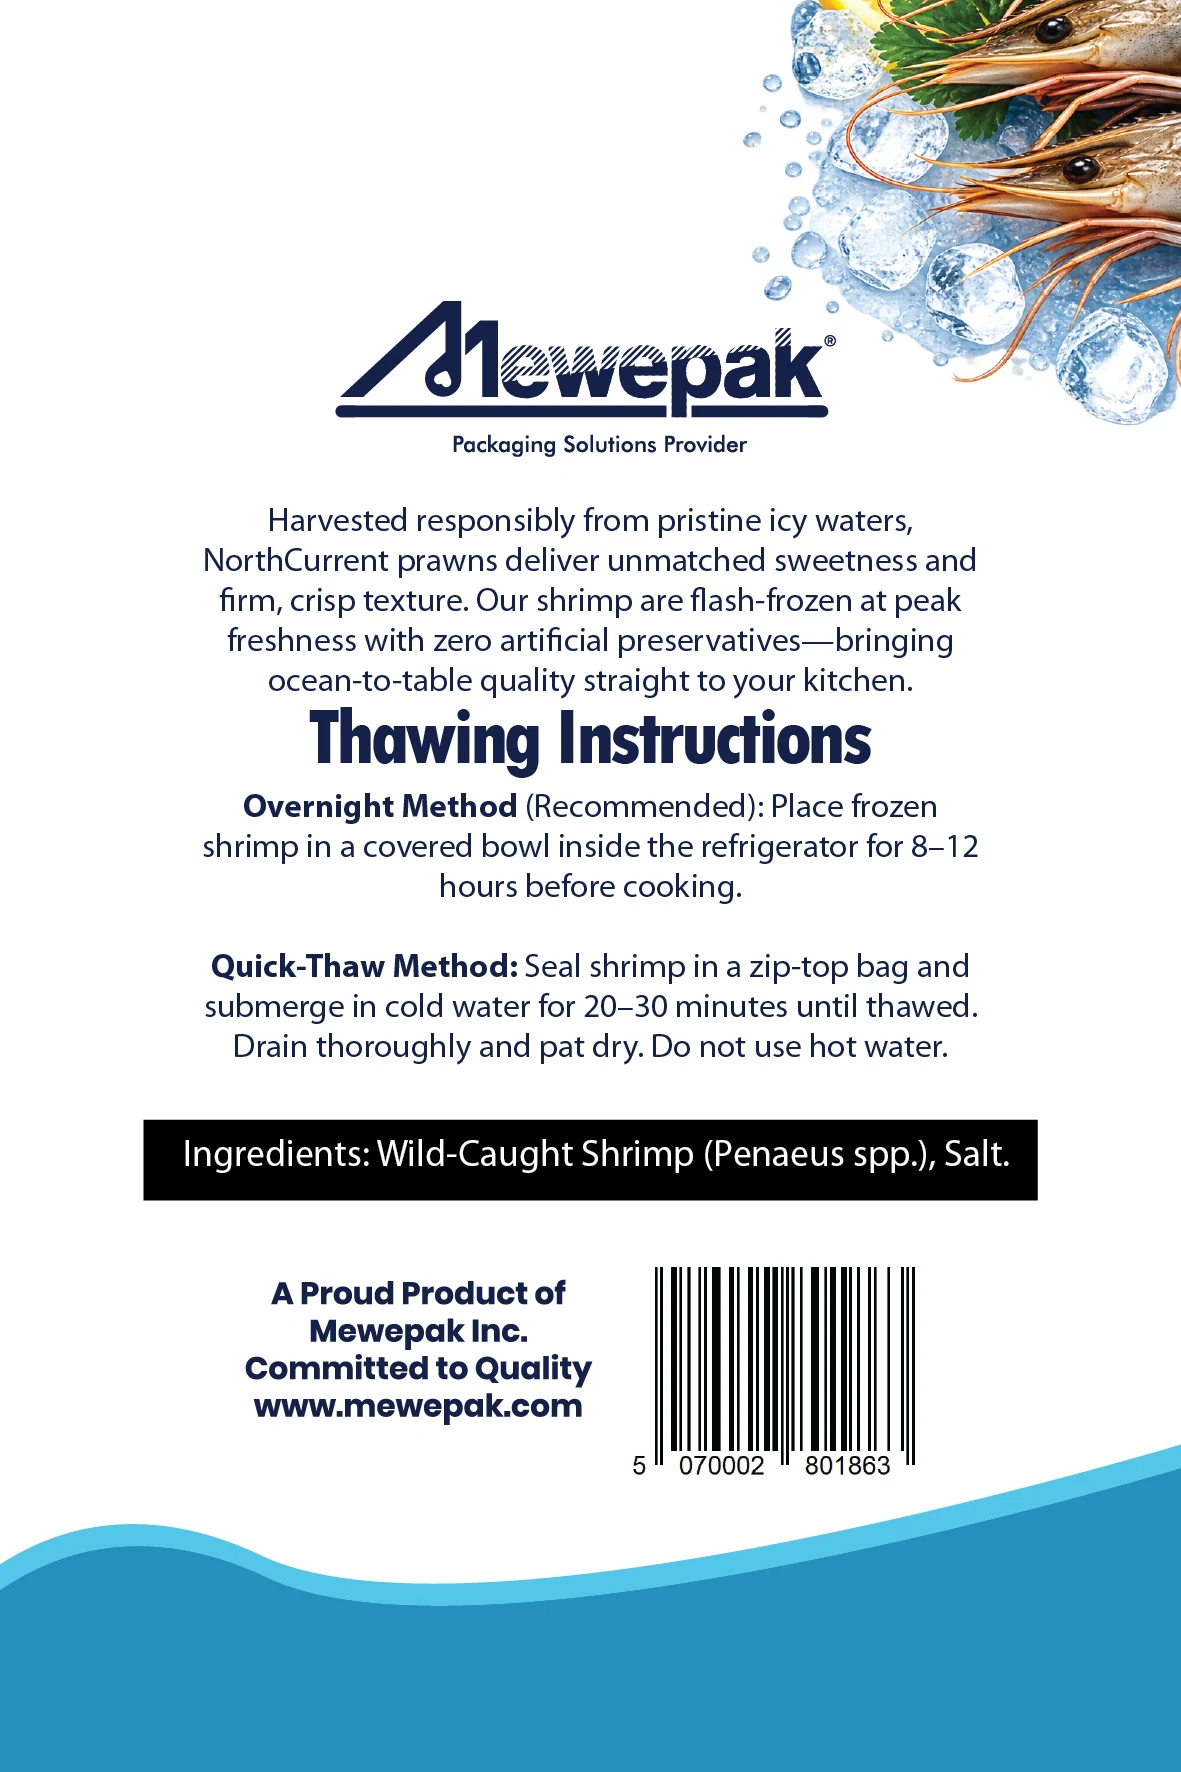 Mewepak®
Packaging Solutions Provider
Harvested responsibly from pristine icy waters,
NorthCurrent prawns deliver unmatched sweetness and
firm, crisp texture. Our shrimp are flash-frozen at peak
freshness with zero artificial preservatives—bringing
ocean-to-table quality straight to your kitchen.
Thawing Instructions
Overnight Method (Recommended): Place frozen
shrimp in a covered bowl inside the refrigerator for 8–12
hours before cooking.
Quick-Thaw Method: Seal shrimp in a zip-top bag and
submerge in cold water for 20–30 minutes until thawed.
Drain thoroughly and pat dry. Do not use hot water.
Ingredients: Wild-Caught Shrimp (Penaeus spp.), Salt.
A Proud Product of
Mewepak Inc.
Committed to Quality
www.mewepak.com
5 070002 801863